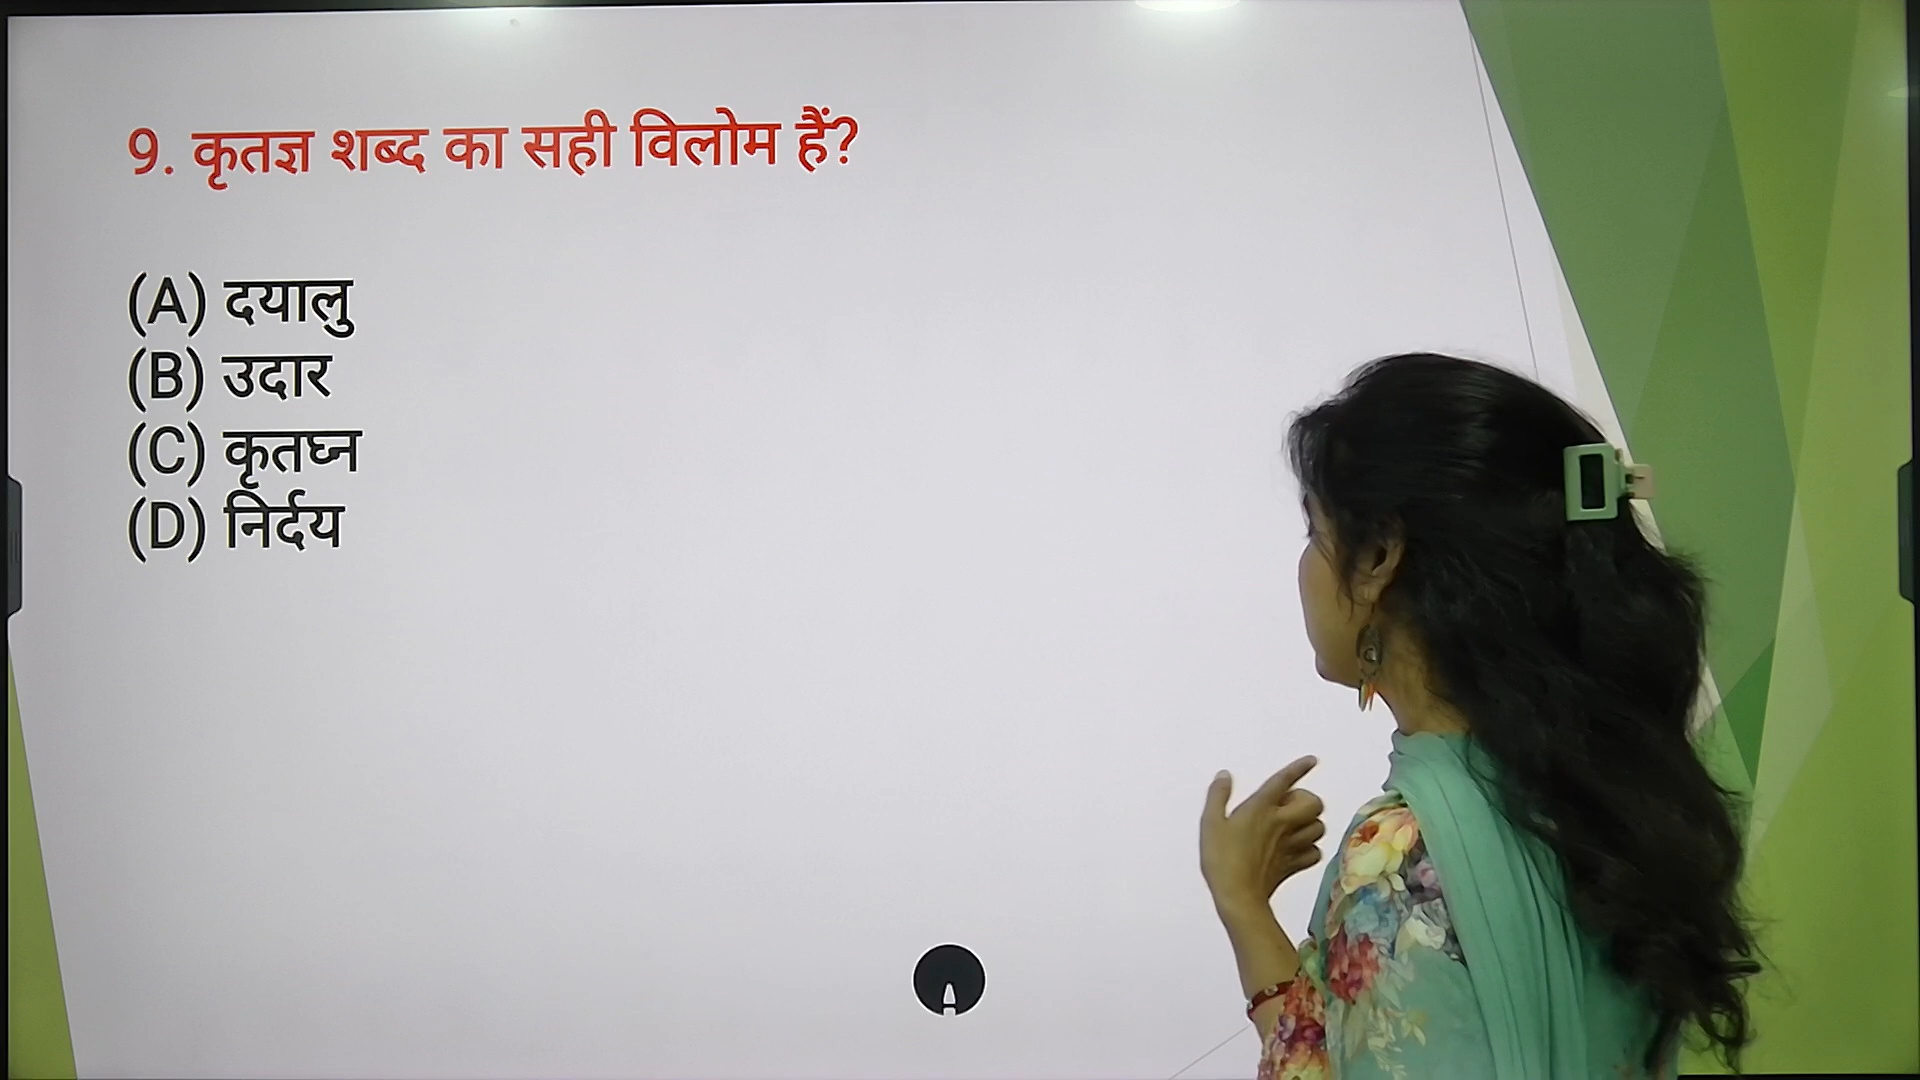 9. कृतज्ञ शब्द का सही विलोम हैं?
(A) दयालु
(B) उदार
(C) कृतघ्न
(D) निर्दय